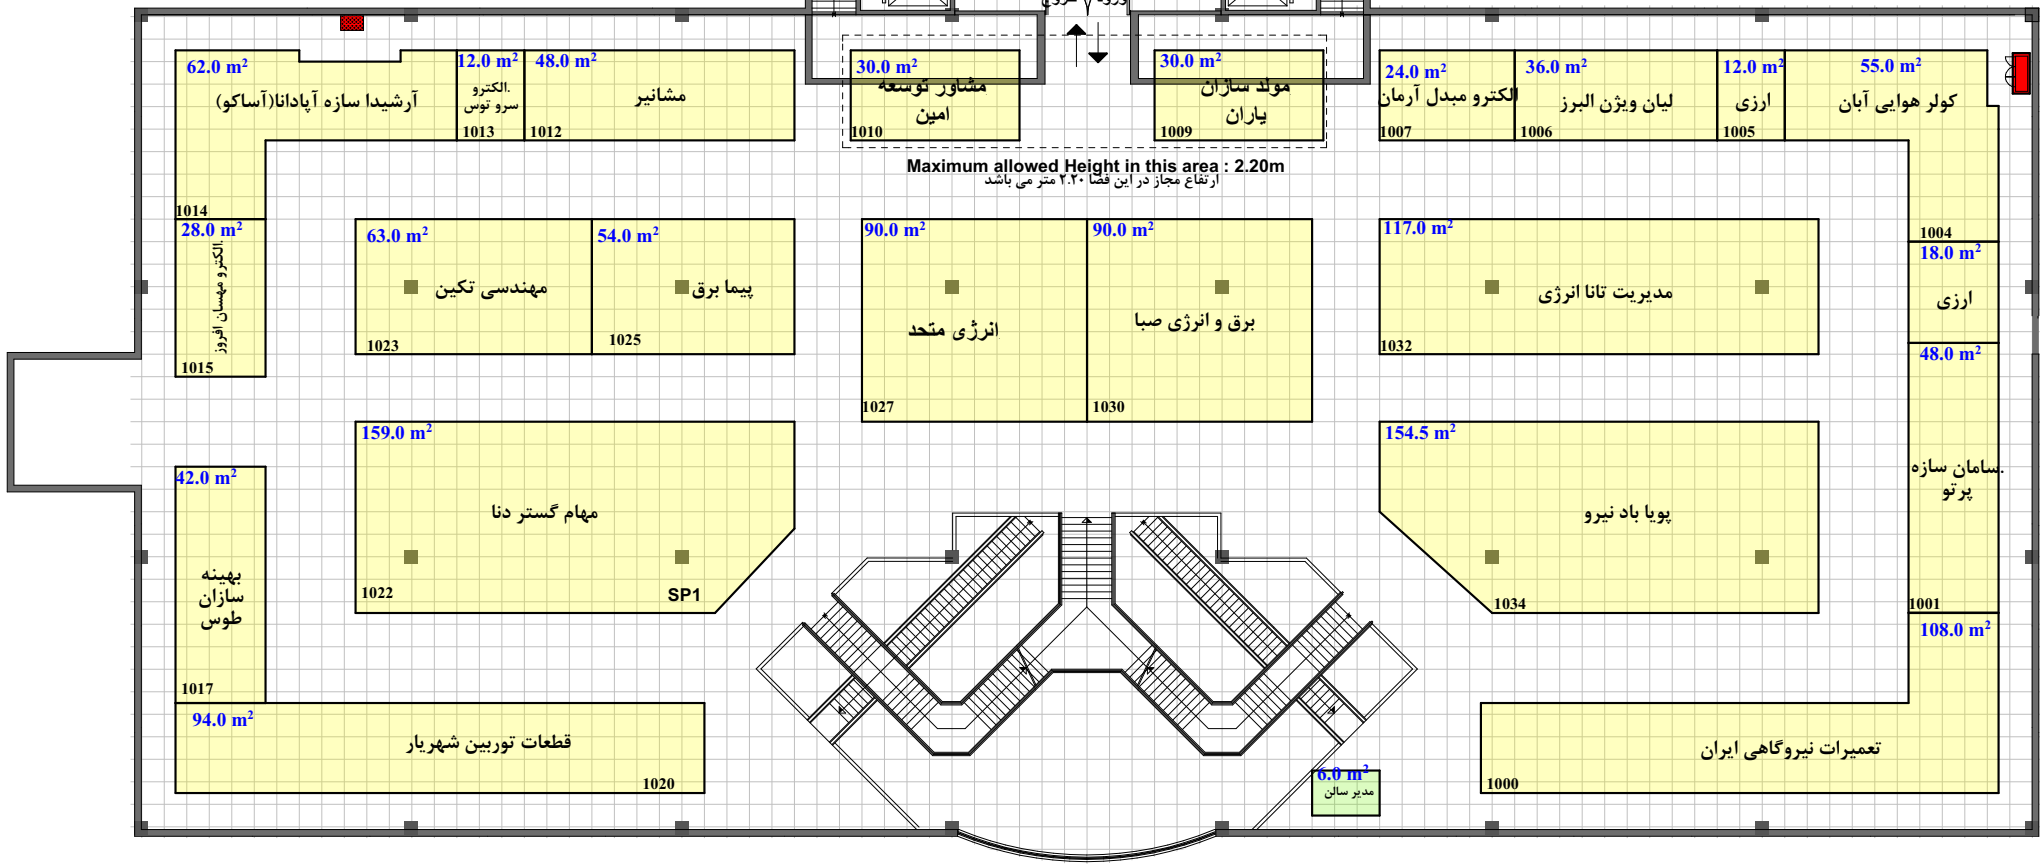 62.0 m²
آرشیدا سازه آپادانا(آساکو)
1014
12.0 m²
الکترو.
سرو توس
1013
48.0 m²
مشانیر
1012
30.0 m²
مشاور توسعه
امین
1010
30.0 m²
مولد سازان
یاران
1009
24.0 m²
الکترو مبدل آرمان
1007
36.0 m²
لیان ویژن البرز
1006
12.0 m²
ارزی
1005
55.0 m²
کولر هوایی آبان
1004
Maximum allowed Height in this area : 2.20m
ارتفاع مجاز در این فضا ۲.۲۰ متر می باشد
28.0 m²
الکترو مهسان افروز
1015
63.0 m²
مهندسی تکین
1023
54.0 m²
پیما برق
1025
90.0 m²
انرژی متحد
1027
90.0 m²
برق و انرژی صبا
1030
117.0 m²
مدیریت تانا انرژی
1032
18.0 m²
ارزی
48.0 m²
سامان سازه.
پرتو
1001
159.0 m²
مهام گستر دنا
1022
SP1
154.5 m²
پویا باد نیرو
1034
42.0 m²
بهینه
سازان
طوس
1017
94.0 m²
قطعات توربین شهریار
1020
6.0 m²
مدیر سالن
108.0 m²
تعمیرات نیروگاهی ایران
1000